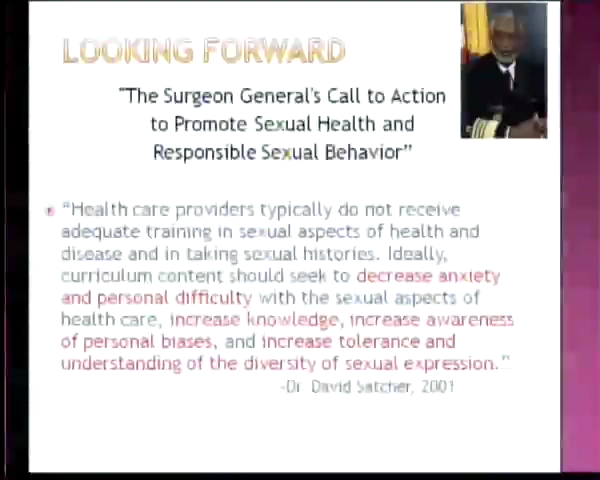 LOOKING FORWARD
"The Surgeon General's Call to Action
to Promote Sexual Health and
Responsible Sexual Behavior"
"Health care providers typically do not receive
adequate training in sexual aspects of health and
disease and in taking sexual histories. Ideally,
curriculum content should seek to decrease anxiety
and personal difficulty with the sexual aspects of
health care, increase knowledge, increase awareness
of personal biases, and increase tolerance and
understanding of the diversity of sexual expression."
-Dr. David Satcher, 2001